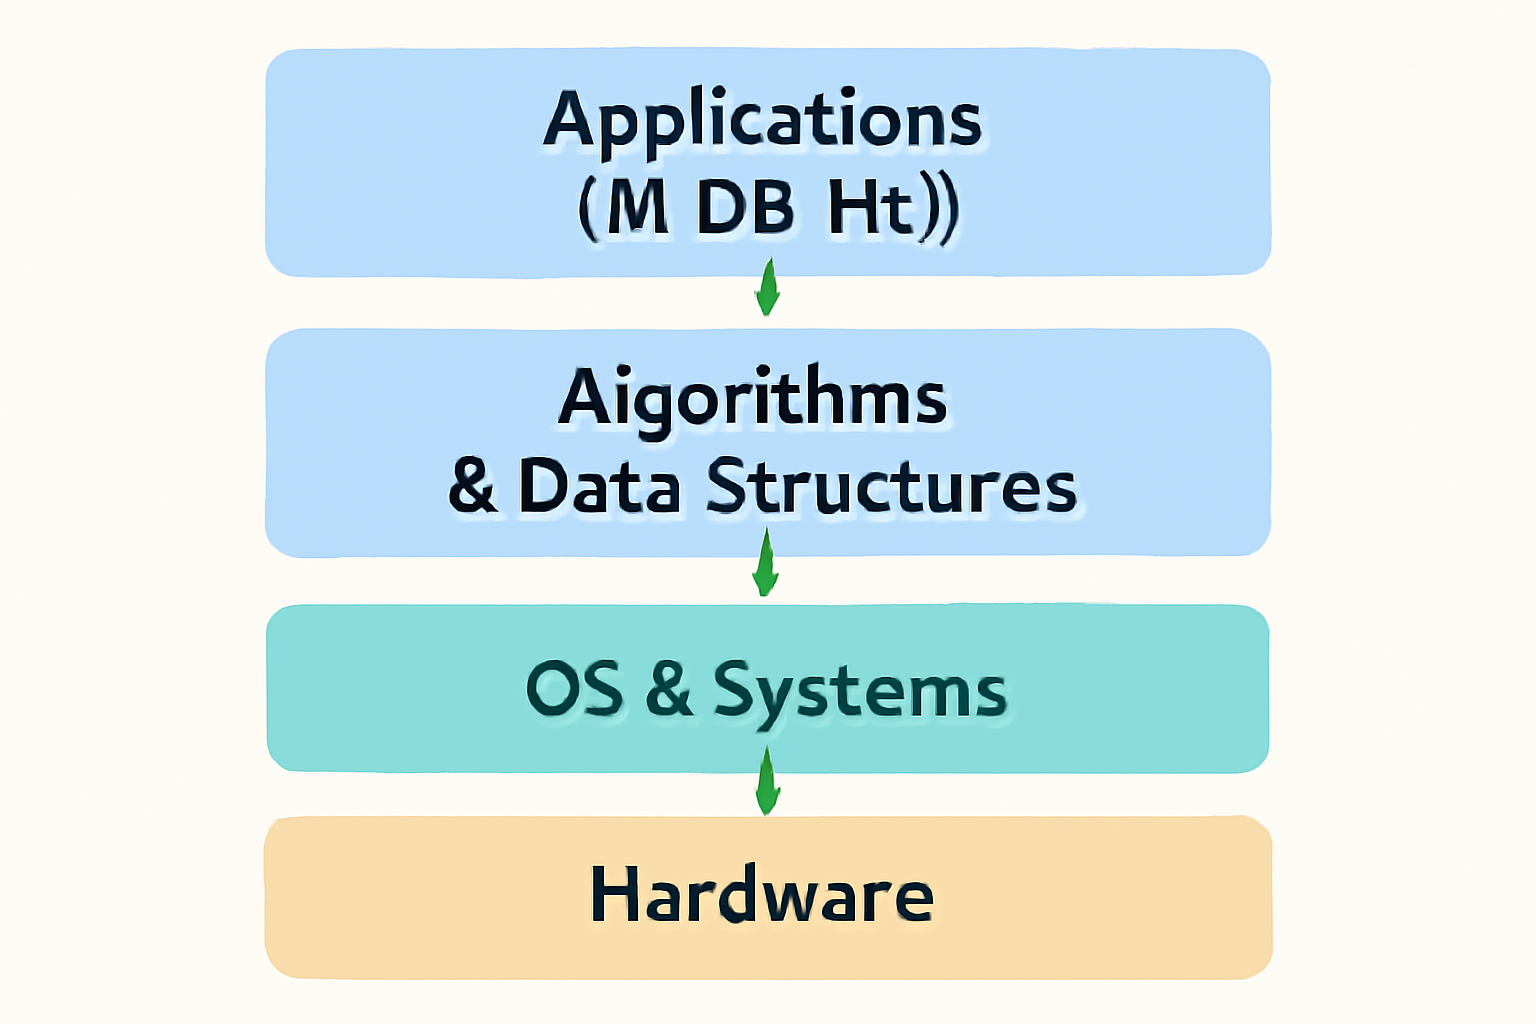 Applications
(M DB Ht))
Aigorithms
& Data Structures
OS & Systems
Hardware